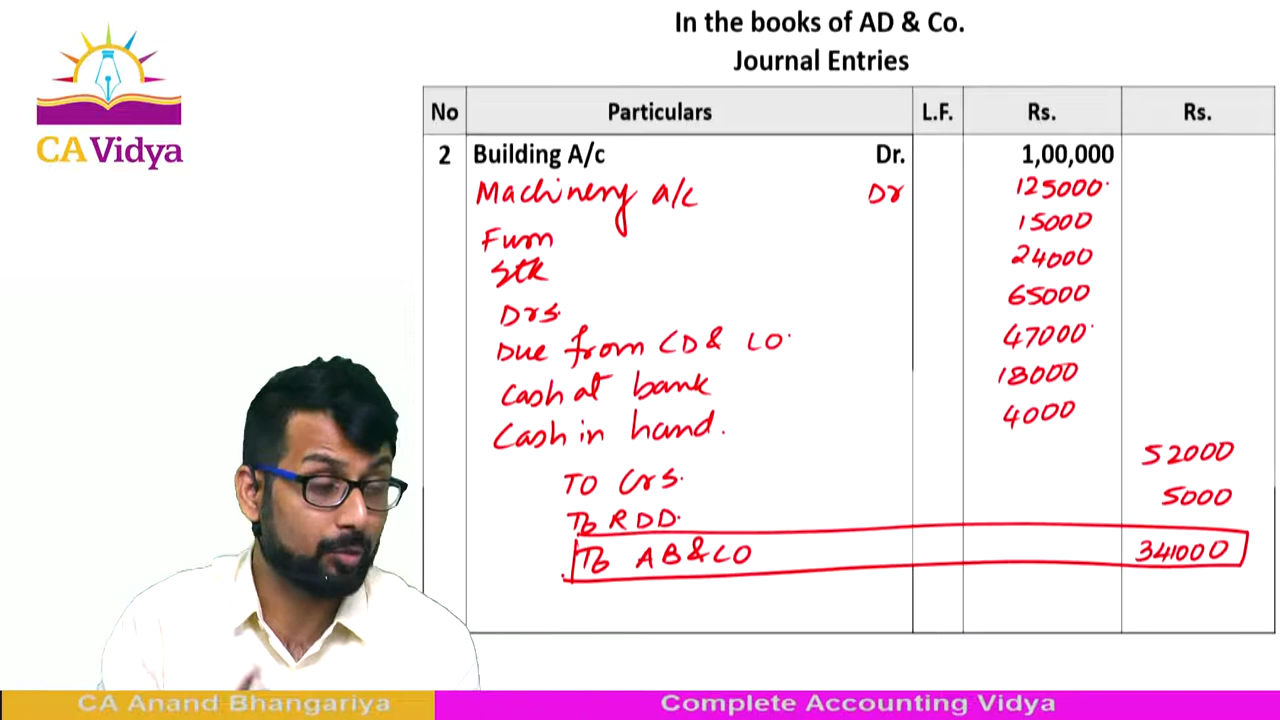 In the books of AD & Co.
Journal Entries
CA Vidya
No Particulars L.F. Rs. Rs.
2 Building A/c Dr. 1,00,000
Machinery a/c Dr 125000
Furn 15000
Stk 24000
Drs. 65000
Due from CD & CO. 47000
Cash at bank 18000
Cash in hand. 4000
TO Crs. 52000
To RDD. 5000
To AB & CO 341000
CA Anand Bhangariya Complete Accounting Vidya